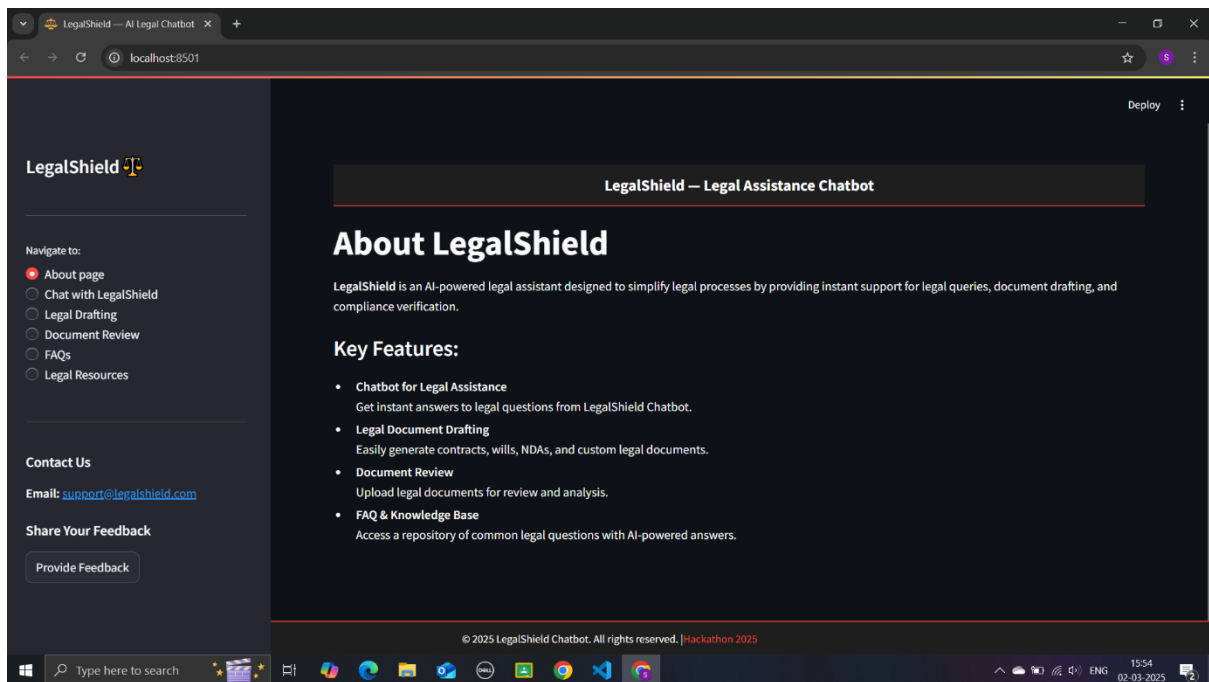 LegalShield — AI Legal Chatbot
localhost:8501
S
Deploy
LegalShield
Navigate to:
About page
Chat with LegalShield
Legal Drafting
Document Review
FAQs
Legal Resources
Contact Us
Email: support@legalshield.com
Share Your Feedback
Provide Feedback
LegalShield — Legal Assistance Chatbot
About LegalShield
LegalShield is an AI-powered legal assistant designed to simplify legal processes by providing instant support for legal queries, document drafting, and
compliance verification.
Key Features:
• Chatbot for Legal Assistance
Get instant answers to legal questions from LegalShield Chatbot.
• Legal Document Drafting
Easily generate contracts, wills, NDAs, and custom legal documents.
• Document Review
Upload legal documents for review and analysis.
• FAQ & Knowledge Base
Access a repository of common legal questions with AI-powered answers.
© 2025 LegalShield Chatbot. All rights reserved. |Hackathon 2025
Type here to search
DELL
S
ENG
15:54
02-03-2025
2